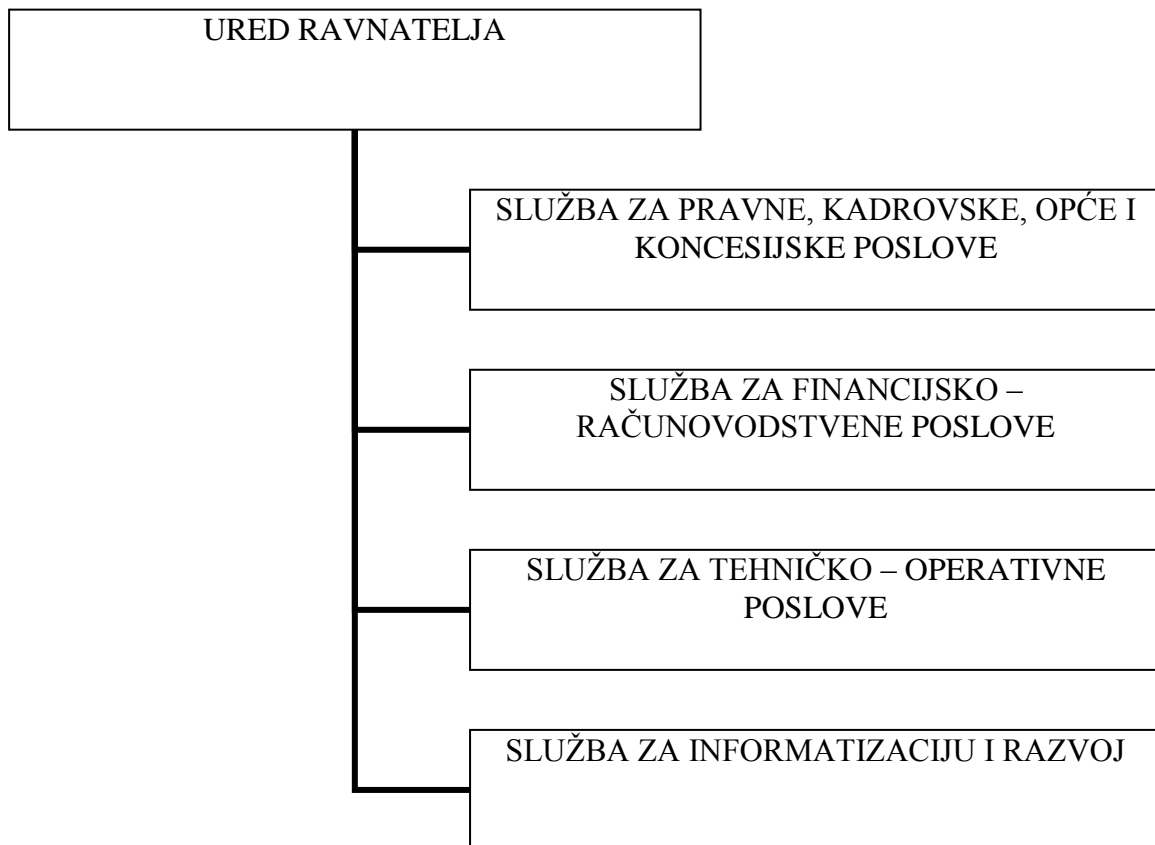 URED RAVNATELJA
SLUŽBA ZA PRAVNE, KADROVSKE, OPĆE I
KONCESIJSKE POSLOVE
SLUŽBA ZA FINANCIJSKO –
RAČUNOVODSTVENE POSLOVE
SLUŽBA ZA TEHNIČKO – OPERATIVNE
POSLOVE
SLUŽBA ZA INFORMATIZACIJU I RAZVOJ